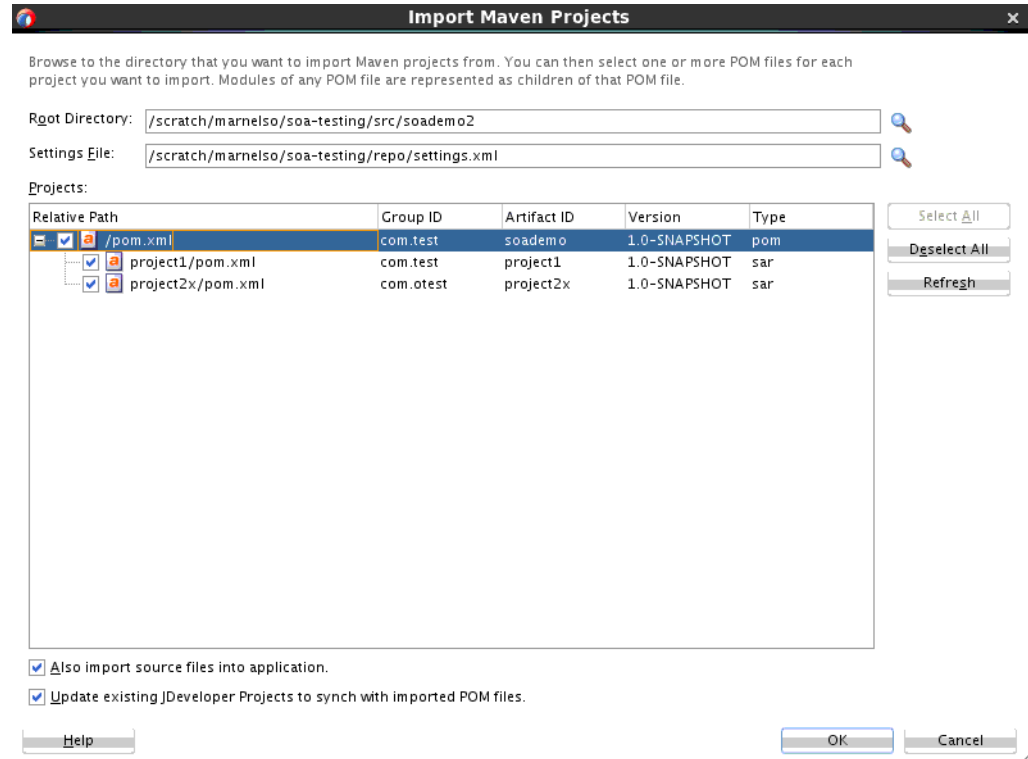 Import Maven Projects
Browse to the directory that you want to import Maven projects from. You can then select one or more POM files for each
project you want to import. Modules of any POM file are represented as children of that POM file.
Root Directory: /scratch/marnelso/soa-testing/src/soademo2
Settings File: /scratch/marnelso/soa-testing/repo/settings.xml
Projects:
Relative Path Group ID Artifact ID Version Type Select All
/pom.xml com.test soademo 1.0-SNAPSHOT pom Deselect All
project1/pom.xml com.test project1 1.0-SNAPSHOT sar
project2x/pom.xml com.otest project2x 1.0-SNAPSHOT sar Refresh
Also import source files into application.
Update existing JDeveloper Projects to synch with imported POM files.
Help OK Cancel